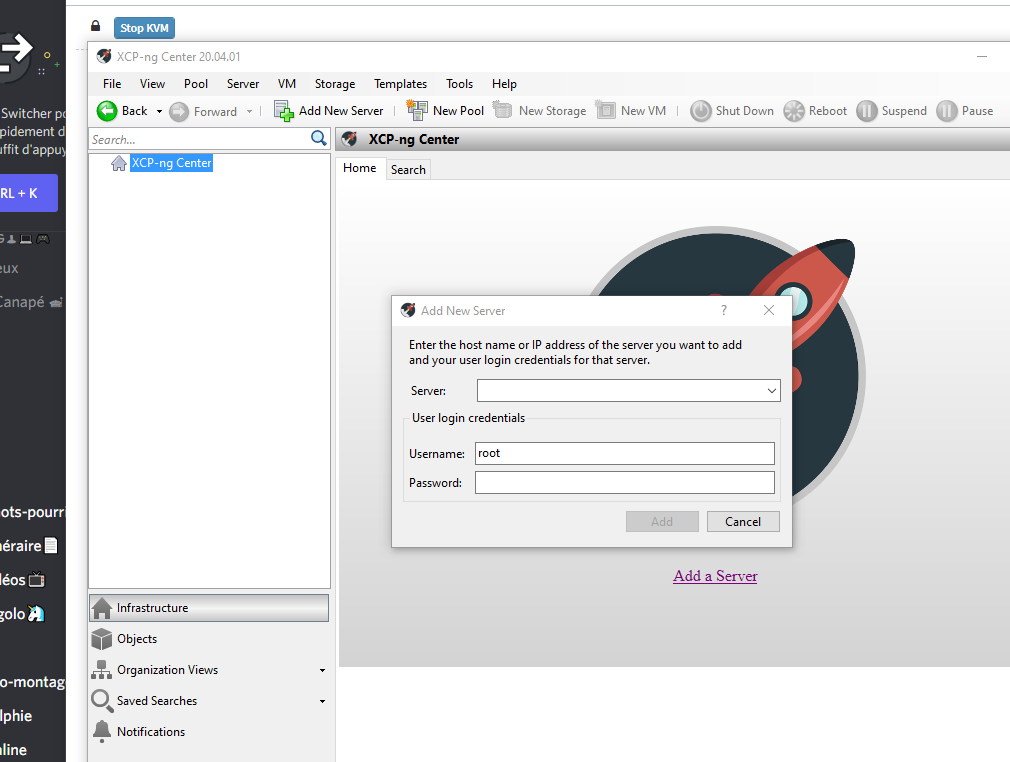 Stop KVM
XCP-ng Center 20.04.01
File View Pool Server VM Storage Templates Tools Help
Back Forward Add New Server New Pool New Storage New VM Shut Down Reboot Suspend Pause
Search...
XCP-ng Center
XCP-ng Center
Home Search
Add New Server
?
Enter the host name or IP address of the server you want to add
and your user login credentials for that server.
Server:
User login credentials
Username: root
Password:
Add Cancel
Add a Server
Infrastructure
Objects
Organization Views
Saved Searches
Notifications
Switcher po
pidement d
uffit d'appuy
RL + K
eux
Canapé
ots-pourri
éraire
déos
golo
o-montag
lphie
nline